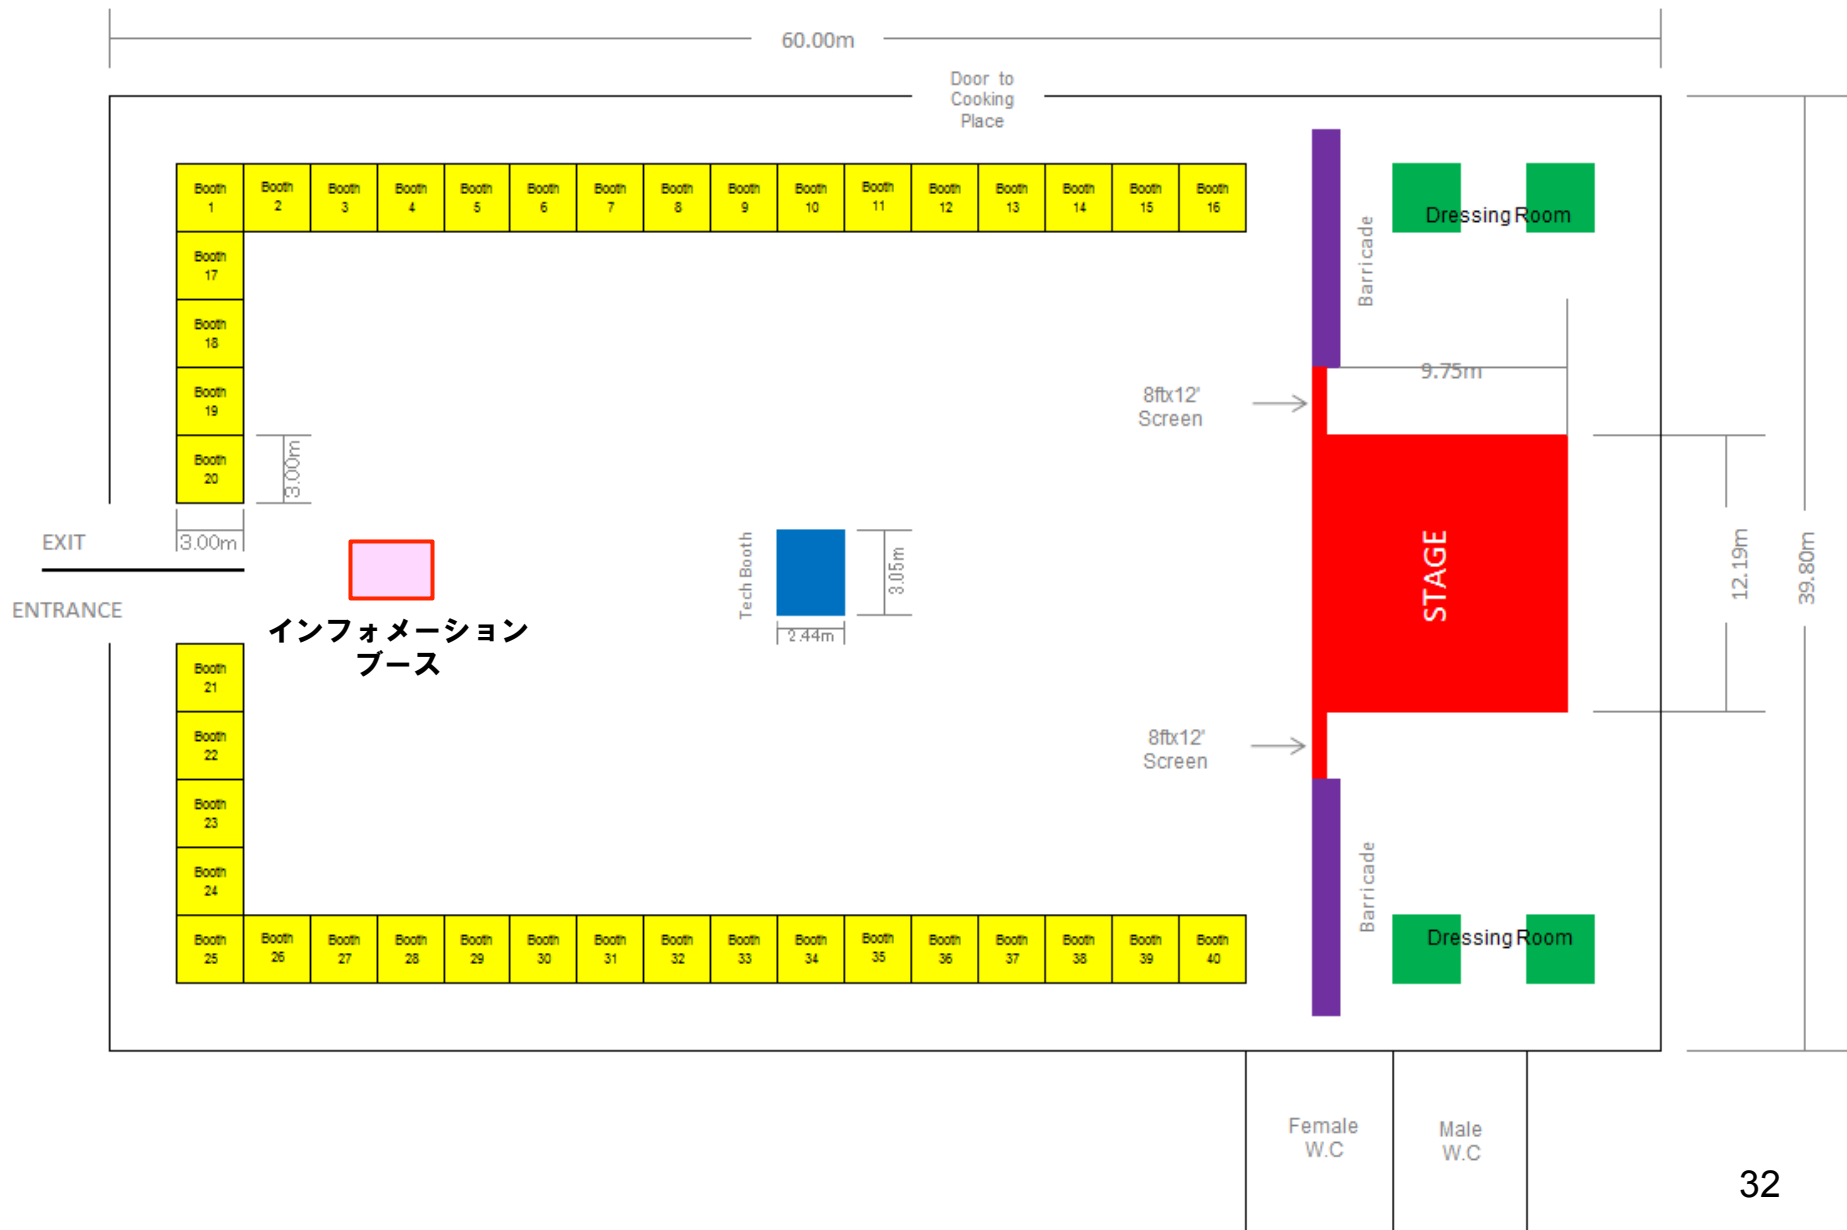 60.00m
Door to
Cooking
Place
Booth
1
Booth
2
Booth
3
Booth
4
Booth
5
Booth
6
Booth
7
Booth
8
Booth
9
Booth
10
Booth
11
Booth
12
Booth
13
Booth
14
Booth
15
Booth
16
Dressing Room
Barricade
Booth
17
Booth
18
Booth
19
Booth
20
3.00m
3.00m
9.75m
8ftx12'
Screen
EXIT
ENTRANCE
インフォメーション
ブース
Tech Booth
3.05m
2.44m
STAGE
12.19m
39.80m
Booth
21
Booth
22
Booth
23
Booth
24
8ftx12'
Screen
Barricade
Booth
25
Booth
26
Booth
27
Booth
28
Booth
29
Booth
30
Booth
31
Booth
32
Booth
33
Booth
34
Booth
35
Booth
36
Booth
37
Booth
38
Booth
39
Booth
40
Dressing Room
Female
W.C
Male
W.C
32